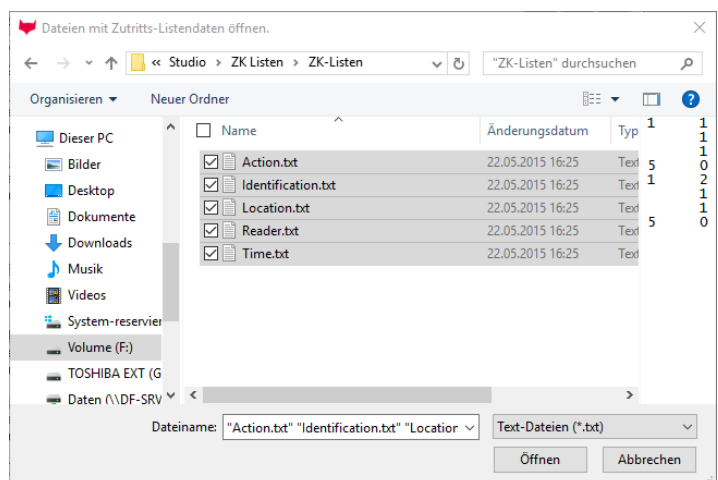 Dateien mit Zutritts-Listendaten öffnen.
« Studio › ZK Listen › ZK-Listen
"ZK-Listen" durchsuchen
Organisieren
Neuer Ordner
?
Dieser PC
Bilder
Desktop
Dokumente
Downloads
Musik
Videos
System-reservier
Volume (F:)
TOSHIBA EXT (G
Daten (\\DF-SRV
Name Änderungsdatum Typ
Action.txt 22.05.2015 16:25 Text
Identification.txt 22.05.2015 16:25 Text
Location.txt 22.05.2015 16:25 Text
Reader.txt 22.05.2015 16:25 Text
Time.txt 22.05.2015 16:25 Text
1 1
1
1
5 0
1 2
1
1
5 0
Dateiname: "Action.txt" "Identification.txt" "Location
Text-Dateien (*.txt)
Öffnen
Abbrechen